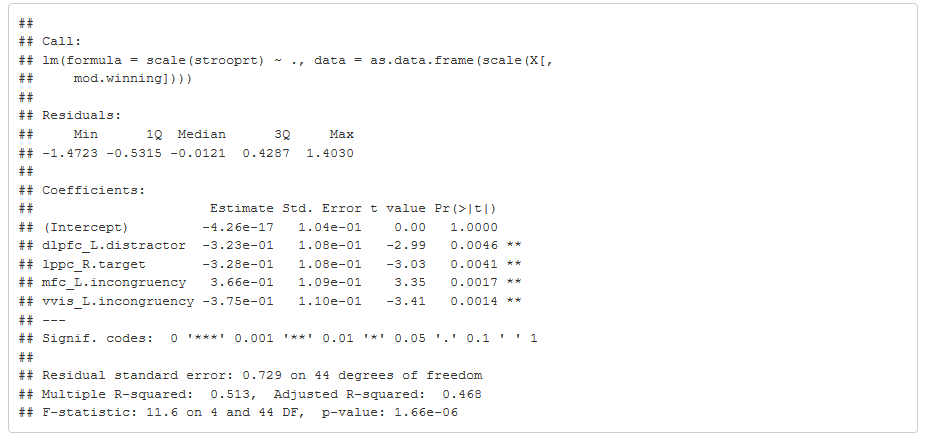 ##
## Call:
## lm(formula = scale(strooprt) ~ ., data = as.data.frame(scale(X[,
##     mod.winning])))
##
## Residuals:
##     Min      1Q  Median      3Q     Max
## -1.4723 -0.5315 -0.0121  0.4287  1.4030
##
## Coefficients:
##                      Estimate Std. Error t value Pr(>|t|)
## (Intercept)         -4.26e-17   1.04e-01    0.00   1.0000
## dlpfc_L.distractor  -3.23e-01   1.08e-01   -2.99   0.0046 **
## lppc_R.target       -3.28e-01   1.08e-01   -3.03   0.0041 **
## mfc_L.incongruency   3.66e-01   1.09e-01    3.35   0.0017 **
## vvis_L.incongruency -3.75e-01   1.10e-01   -3.41   0.0014 **
## ---
## Signif. codes:  0 '***' 0.001 '**' 0.01 '*' 0.05 '.' 0.1 ' ' 1
##
## Residual standard error: 0.729 on 44 degrees of freedom
## Multiple R-squared:  0.513,  Adjusted R-squared:  0.468
## F-statistic: 11.6 on 4 and 44 DF,  p-value: 1.66e-06